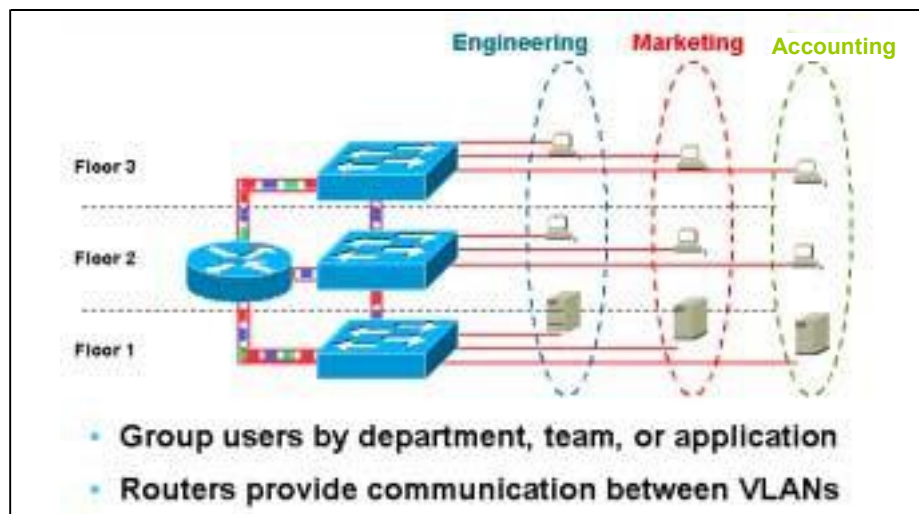 Engineering Marketing Accounting
Floor 3
Floor 2
Floor 1
• Group users by department, team, or application
• Routers provide communication between VLANs